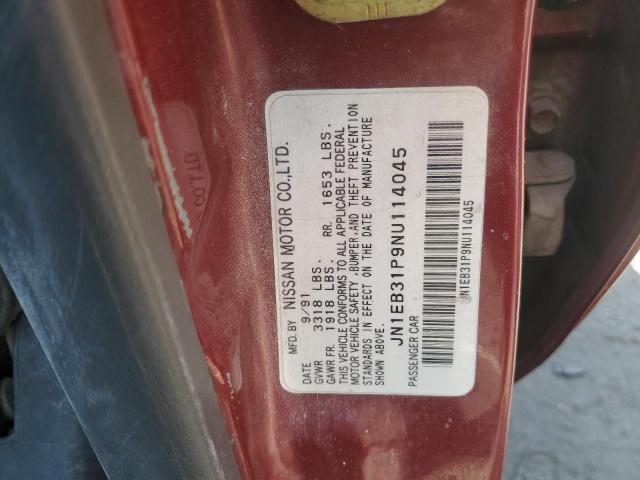 MFD. BY NISSAN MOTOR CO.,LTD.
DATE 9/91
GVWR 3318 LBS.
GAWR FR. 1918 LBS. RR. 1653 LBS.
THIS VEHICLE CONFORMS TO ALL APPLICABLE FEDERAL
MOTOR VEHICLE SAFETY ,BUMPER,AND THEFT PREVENTION
STANDARDS IN EFFECT ON THE DATE OF MANUFACTURE
SHOWN ABOVE.
JN1EB31P9NU114045
PASSENGER CAR
JN1EB31P9NU114045